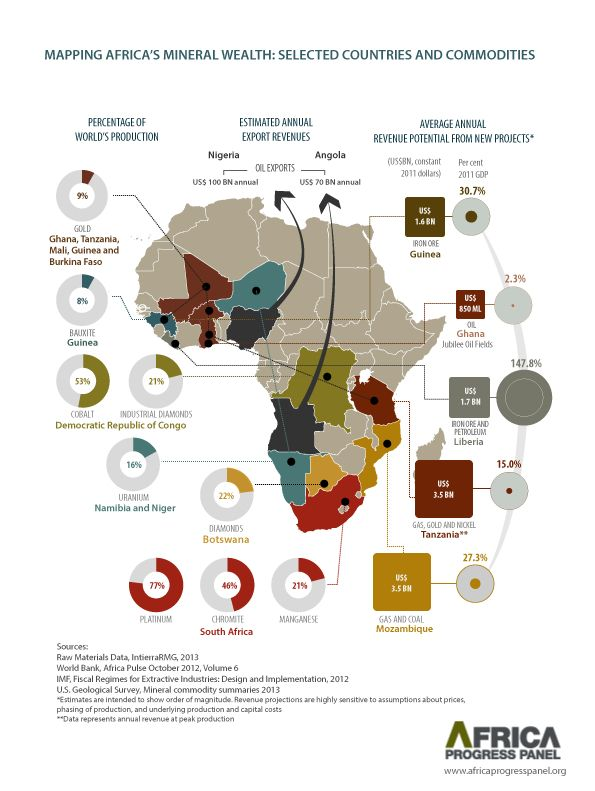 MAPPING AFRICA'S MINERAL WEALTH: SELECTED COUNTRIES AND COMMODITIES
PERCENTAGE OF
WORLD'S PRODUCTION
ESTIMATED ANNUAL
EXPORT REVENUES
AVERAGE ANNUAL
REVENUE POTENTIAL FROM NEW PROJECTS*
Nigeria
Angola
OIL EXPORTS
US$ 100 BN annual
US$ 70 BN annual
(US$BN, constant
2011 dollars)
Per cent
2011 GDP
9%
GOLD
Ghana, Tanzania,
Mali, Guinea and
Burkina Faso
8%
BAUXITE
Guinea
53%
COBALT
21%
INDUSTRIAL DIAMONDS
Democratic Republic of Congo
16%
URANIUM
Namibia and Niger
22%
DIAMONDS
Botswana
77%
PLATINUM
46%
CHROMITE
21%
MANGANESE
South Africa
30.7%
US$
1.6 BN
IRON ORE
Guinea
2.3%
US$
850 ML
OIL
Ghana
Jubilee Oil Fields
147.8%
US$
1.7 BN
IRON ORE AND
PETROLEUM
Liberia
15.0%
US$
3.5 BN
GAS, GOLD AND NICKEL
Tanzania**
27.3%
US$
3.5 BN
GAS AND COAL
Mozambique
Sources:
Raw Materials Data, IntierraRMG, 2013
World Bank, Africa Pulse October 2012, Volume 6
IMF, Fiscal Regimes for Extractive Industries: Design and Implementation, 2012
U.S. Geological Survey, Mineral commodity summaries 2013
*Estimates are intended to show order of magnitude. Revenue projections are highly sensitive to assumptions about prices,
phasing of production, and underlying production and capital costs
**Data represents annual revenue at peak production
AFRICA
PROGRESS PANEL
www.africaprogresspanel.org